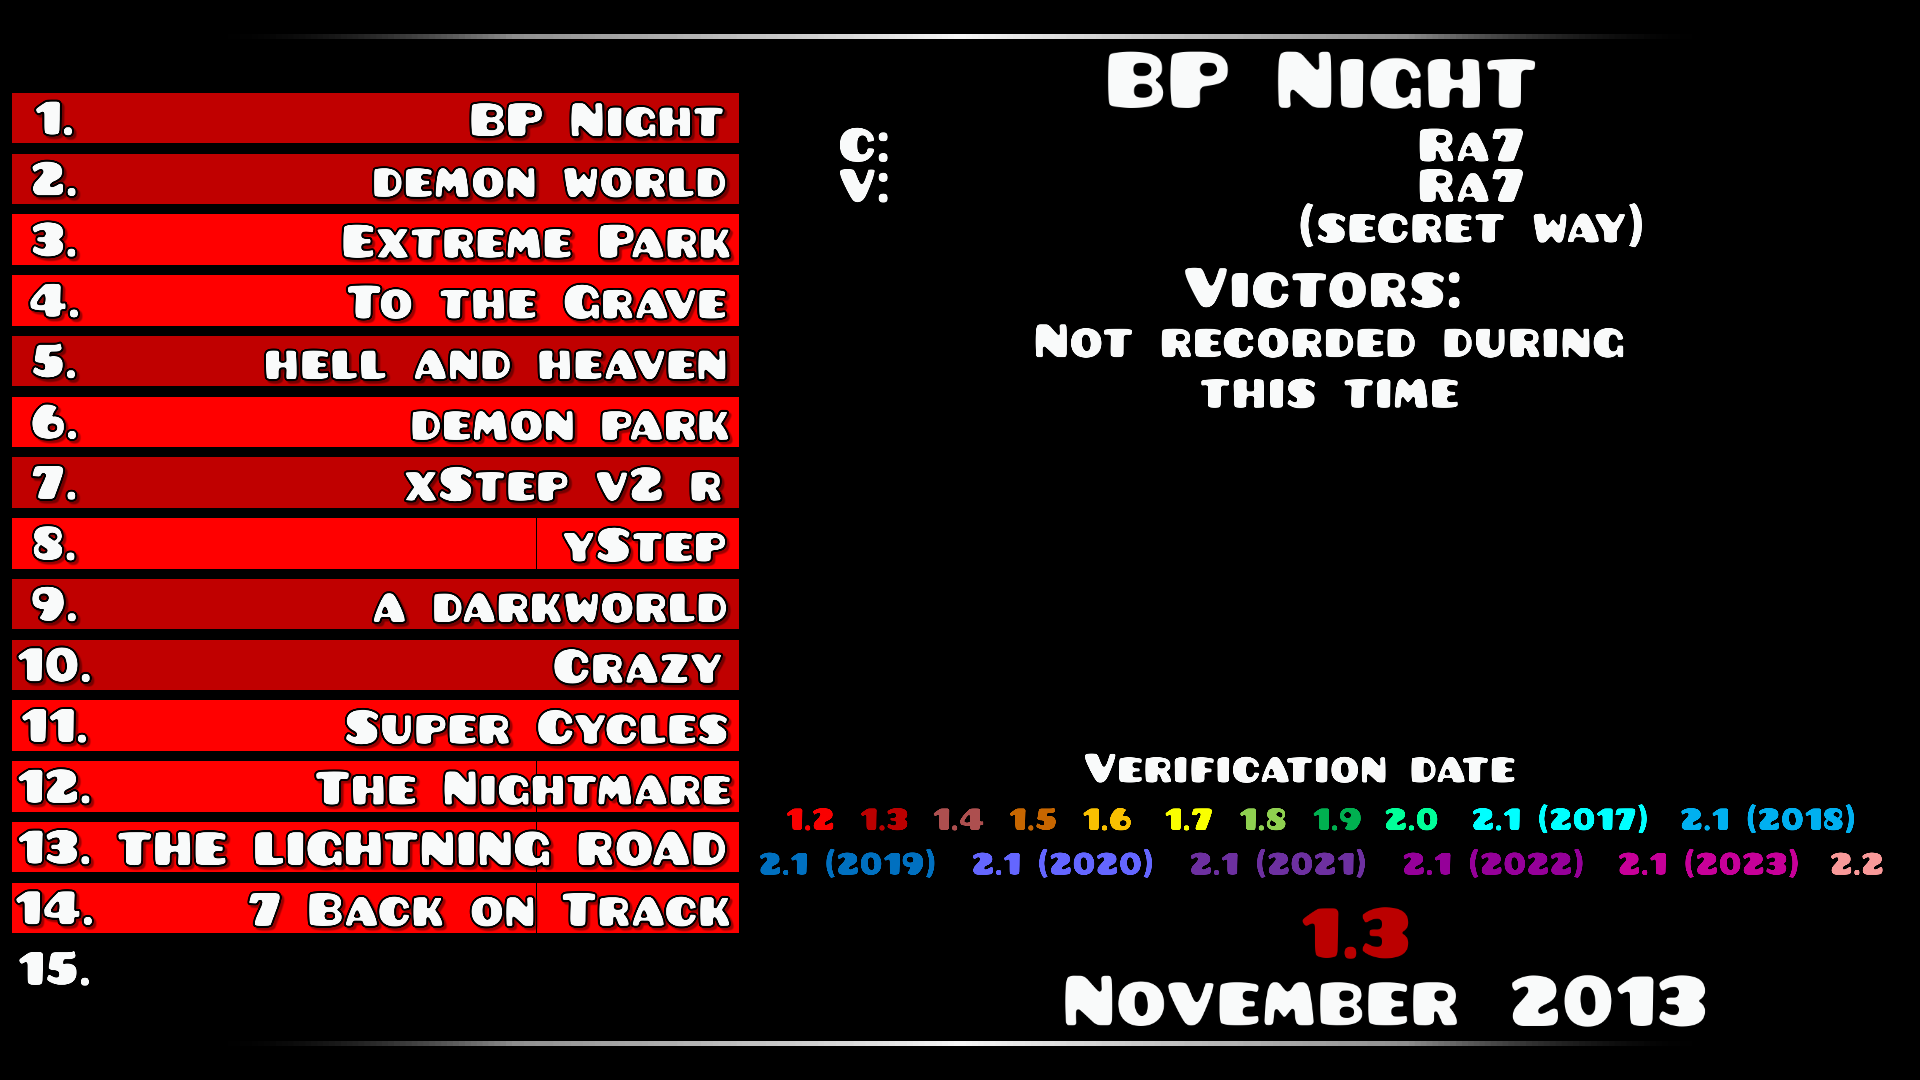 1. BP Night
2. demon world
3. Extreme Park
4. To the Grave
5. hell and heaven
6. demon park
7. xStep v2 r
8. yStep
9. a darkworld
10. Crazy
11. Super Cycles
12. The Nightmare
13. the lightning road
14. 7 Back on Track
15.
BP Night
C: Ra7
V: Ra7
(secret way)
Victors:
Not recorded during
this time
Verification date
1.2 1.3 1.4 1.5 1.6 1.7 1.8 1.9 2.0 2.1 (2017) 2.1 (2018)
2.1 (2019) 2.1 (2020) 2.1 (2021) 2.1 (2022) 2.1 (2023) 2.2
1.3
November 2013